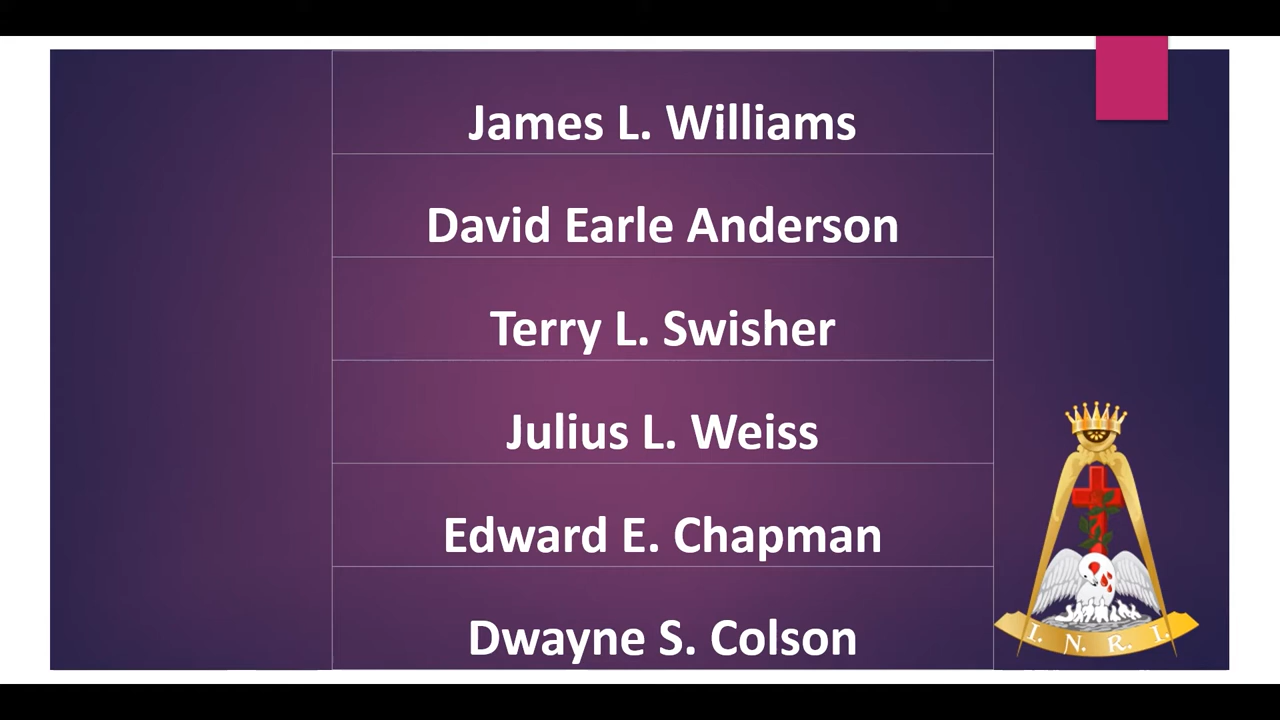 James L. Williams
David Earle Anderson
Terry L. Swisher
Julius L. Weiss
Edward E. Chapman
Dwayne S. Colson
I. N. R. I.